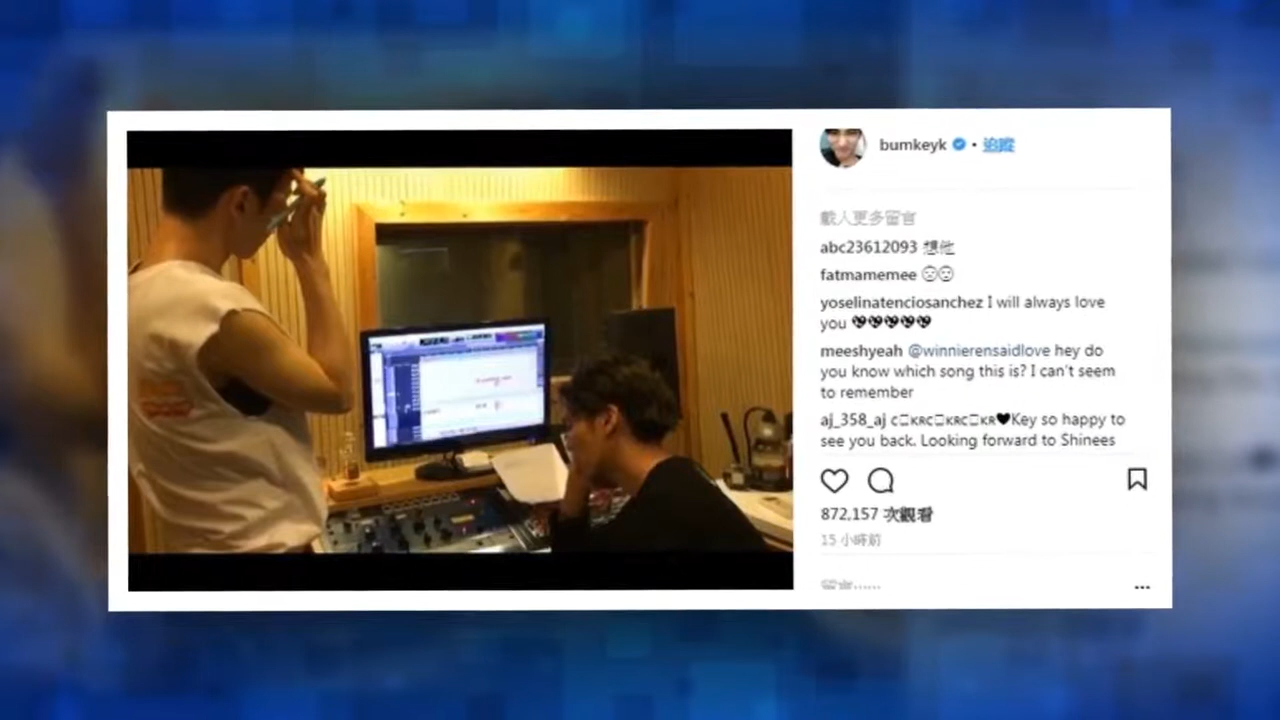 bumkeyk • 追蹤
載入更多留言
abc23612093 想他
fatmamemee
yoselinatenciosanchez I will always love
you
meeshyeah @winnierensaidlove hey do
you know which song this is? I can't seem
to remember
aj_358_aj Key so happy to
see you back. Looking forward to Shinees
872,157 次觀看
15 小時前
留言......